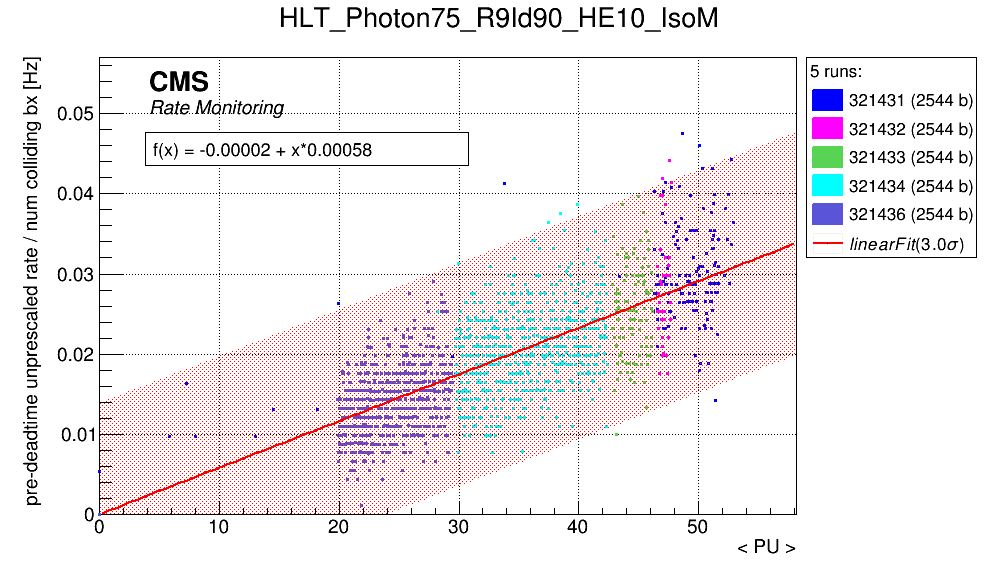 HLT_Photon75_R9Id90_HE10_IsoM
pre-deadtime unprescaled rate / num colliding bx [Hz]
CMS
Rate Monitoring
f(x) = -0.00002 + x*0.00058
0.05
0.04
0.03
0.02
0.01
0
0 10 20 30 40 50
< PU >
5 runs:
321431 (2544 b)
321432 (2544 b)
321433 (2544 b)
321434 (2544 b)
321436 (2544 b)
linearFit(3.0σ)